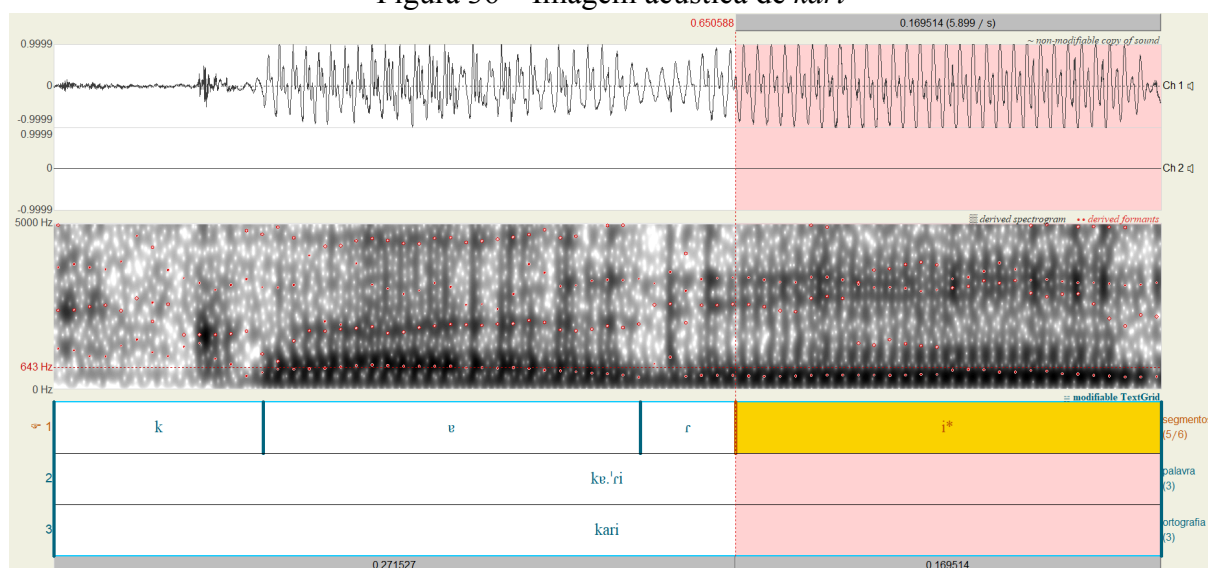 Figura 36 – Imagem acústica de kari
0.650588
0.169514 (5.899 / s)
~ non-modifiable copy of sound
0.9999
0
-0.9999
Ch 1
0.9999
0
-0.9999
Ch 2
derived spectrogram
derived formants
5000 Hz
643 Hz
0 Hz
modifiable TextGrid
1
k
ɐ
ɾ
i*
segmentos
(5/6)
2
kɐ.ˈɾi
palavra
(3)
3
kari
ortografia
(3)
0.271527
0.169514